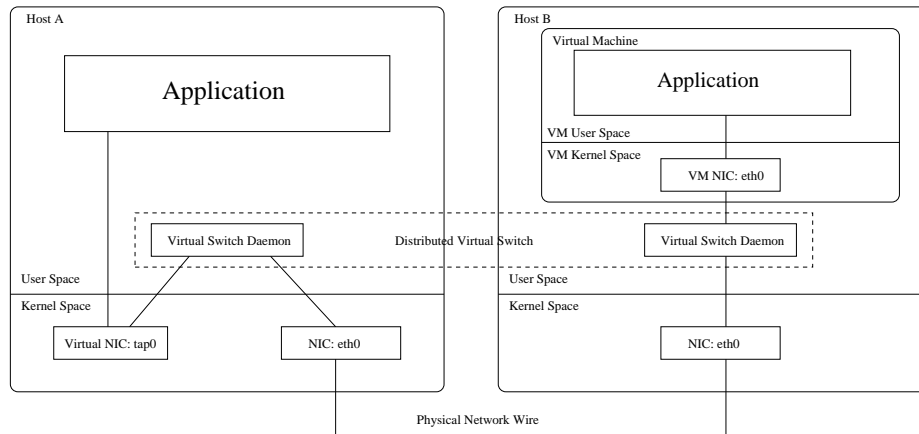 Host A
Application
Virtual Switch Daemon
User Space
Kernel Space
Virtual NIC: tap0
NIC: eth0
Distributed Virtual Switch
Host B
Virtual Machine
Application
VM User Space
VM Kernel Space
VM NIC: eth0
Virtual Switch Daemon
User Space
Kernel Space
NIC: eth0
Physical Network Wire